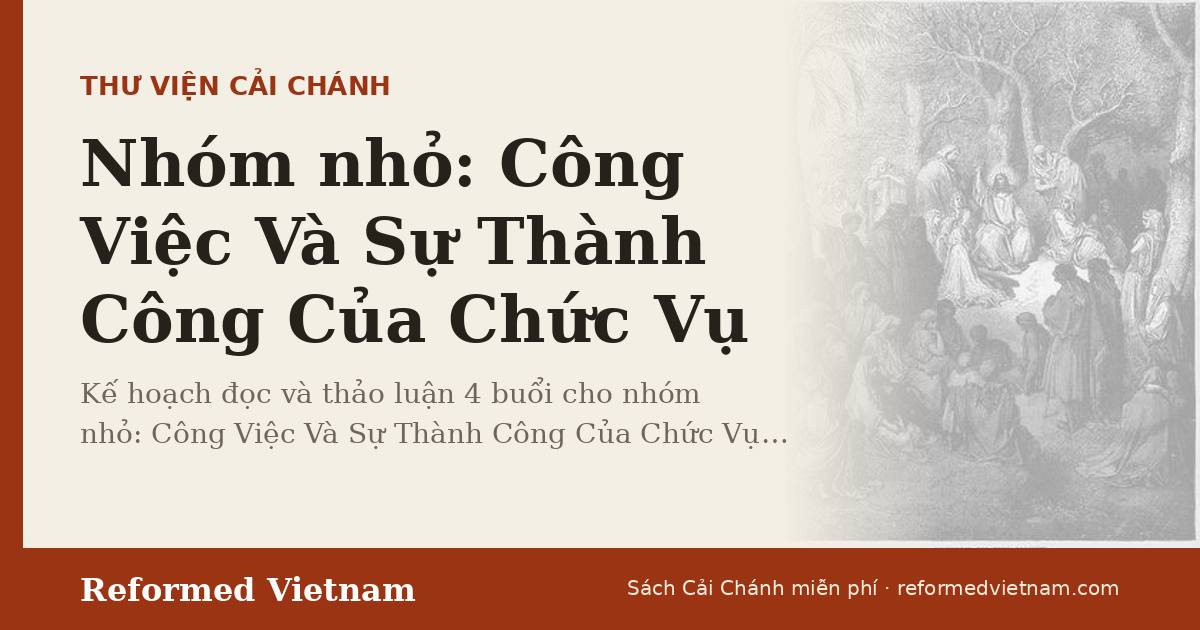 THƯ VIỆN CẢI CHÁNH
Nhóm nhỏ: Công
Việc Và Sự Thành
Công Của Chức Vụ
Kế hoạch đọc và thảo luận 4 buổi cho nhóm
nhỏ: Công Việc Và Sự Thành Công Của Chức Vụ...
Reformed Vietnam
Sách Cải Chánh miễn phí · reformedvietnam.com